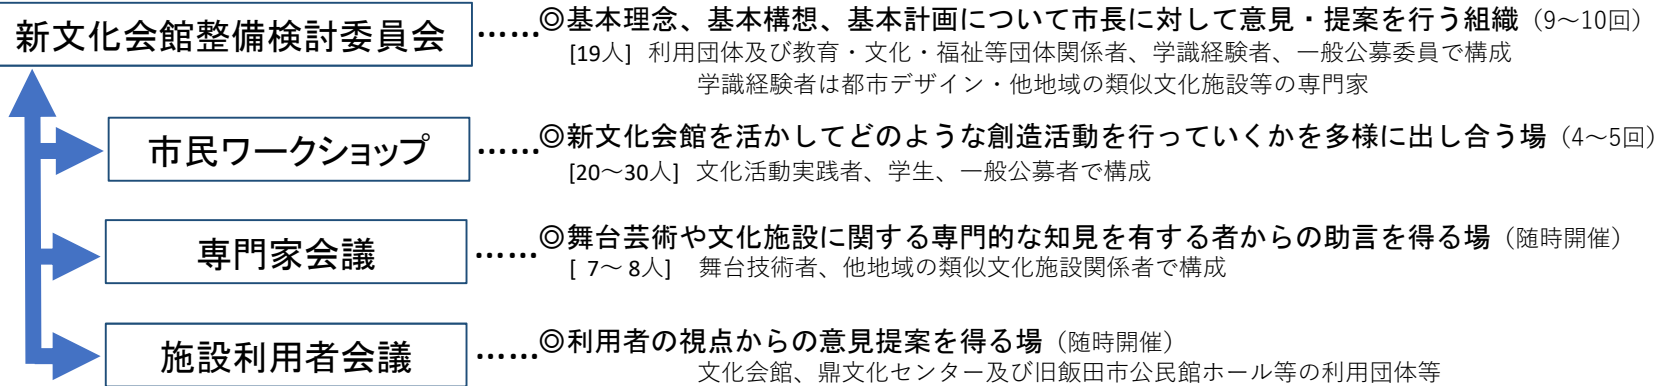 新文化会館整備検討委員会 ……◎基本理念、基本構想、基本計画について市長に対して意見・提案を行う組織（9～10回）
[19人] 利用団体及び教育・文化・福祉等団体関係者、学識経験者、一般公募委員で構成
学識経験者は都市デザイン・他地域の類似文化施設等の専門家
市民ワークショップ ……◎新文化会館を活かしてどのような創造活動を行っていくかを多様に出し合う場（4～5回）
[20～30人] 文化活動実践者、学生、一般公募者で構成
専門家会議 ……◎舞台芸術や文化施設に関する専門的な知見を有する者からの助言を得る場（随時開催）
[ 7～ 8人] 舞台技術者、他地域の類似文化施設関係者で構成
施設利用者会議 ……◎利用者の視点からの意見提案を得る場（随時開催）
文化会館、鼎文化センター及び旧飯田市公民館ホール等の利用団体等